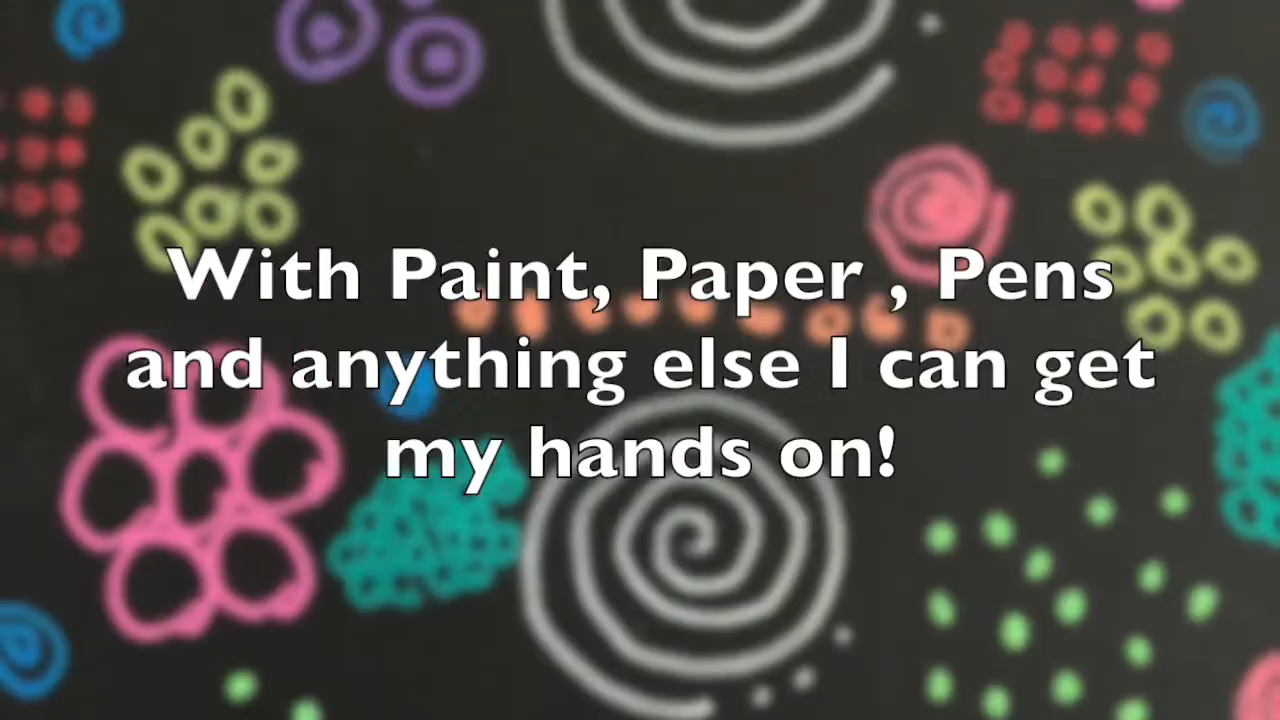 With Paint, Paper , Pens
and anything else I can get
my hands on!